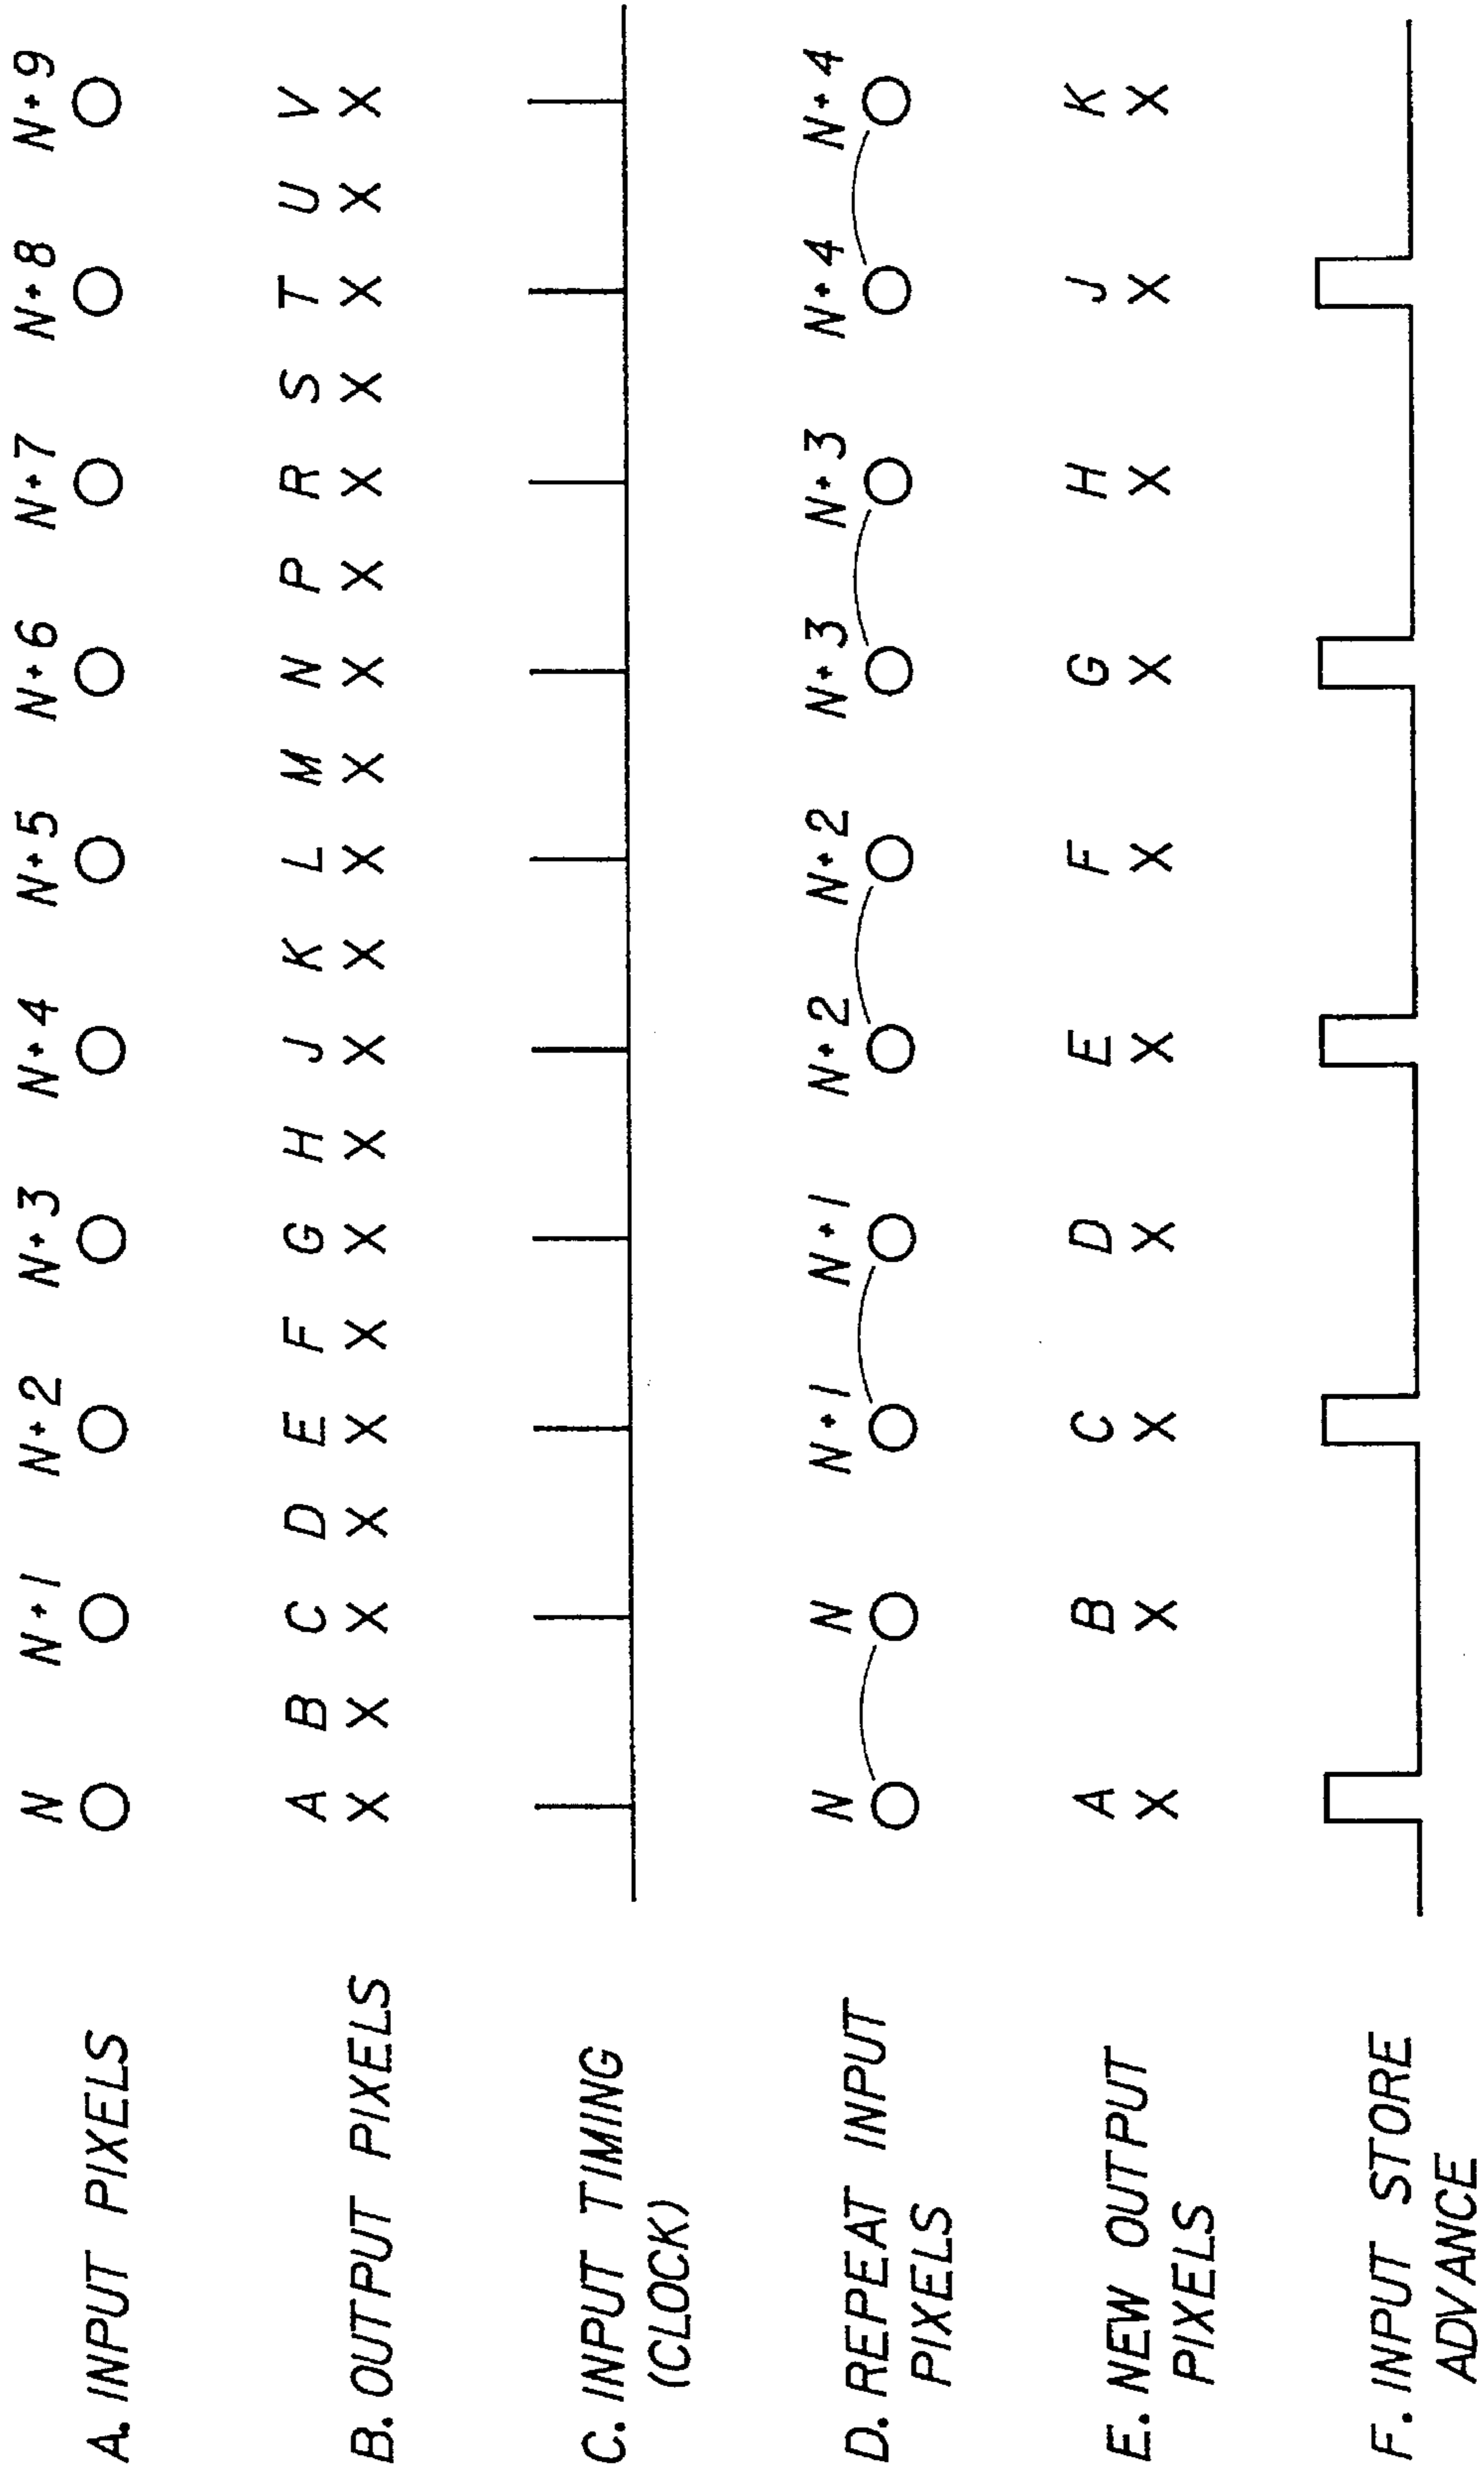 N N+1 N+2 N+3 N+4 N+5 N+6 N+7 N+8 N+9
A. INPUT PIXELS
A B C D E F G H J K L M N P R S T U V
B. OUTPUT PIXELS X X X X X X X X X X X X X X X X X X X
C. INPUT TIMING
(CLOCK)
N N N+1 N+1 N+2 N+2 N+3 N+3 N+4 N+4
D. REPEAT INPUT
PIXELS
A B C D E F G H J K
E. NEW OUTPUT X X X X X X X X X X
PIXELS
F. INPUT STORE
ADVANCE